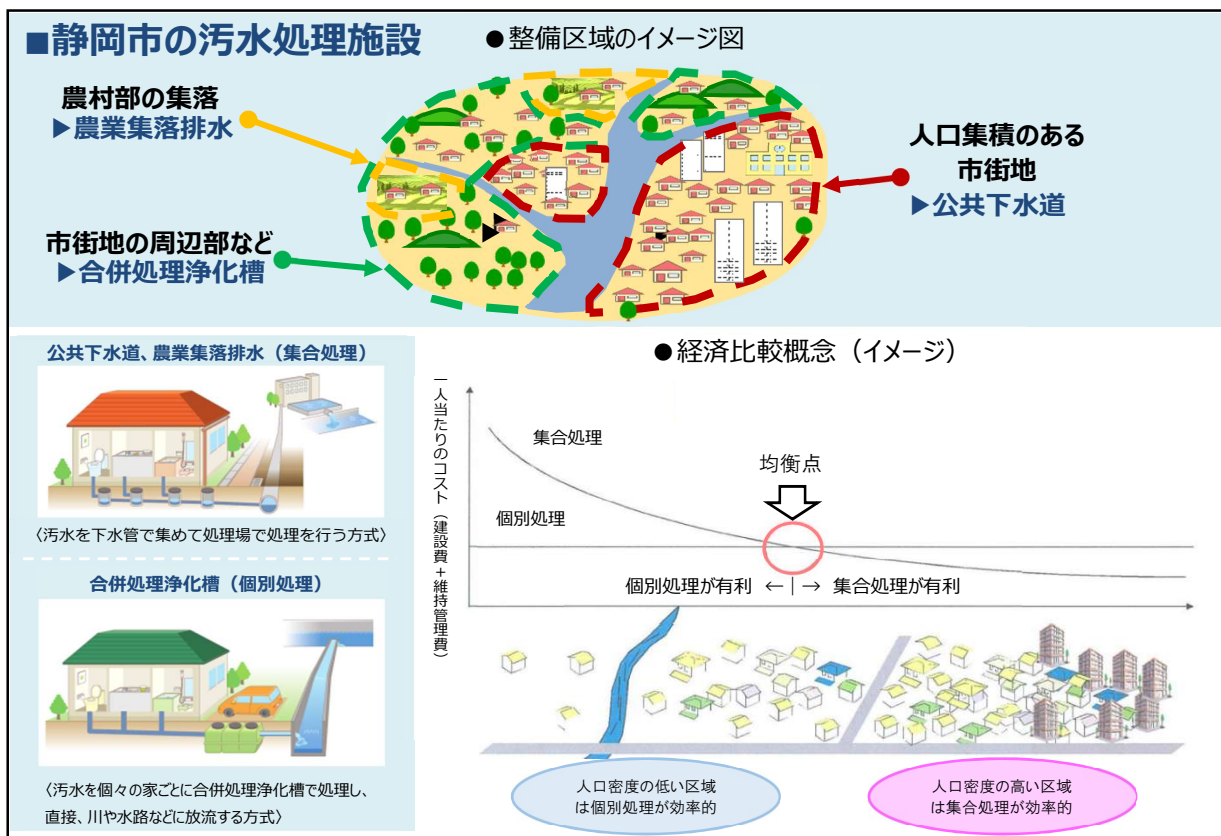 ■静岡市の汚水処理施設
●整備区域のイメージ図
農村部の集落
▶農業集落排水
人口集積のある
市街地
▶公共下水道
市街地の周辺部など
▶合併処理浄化槽
公共下水道、農業集落排水（集合処理）
〈汚水を下水管で集めて処理場で処理を行う方式〉
合併処理浄化槽（個別処理）
〈汚水を個々の家ごとに合併処理浄化槽で処理し、
直接、川や水路などに放流する方式〉
●経済比較概念（イメージ）
一人当たりのコスト（建設費＋維持管理費）
集合処理
均衡点
個別処理
個別処理が有利 ←｜→ 集合処理が有利
人口密度の低い区域
は個別処理が効率的
人口密度の高い区域
は集合処理が効率的